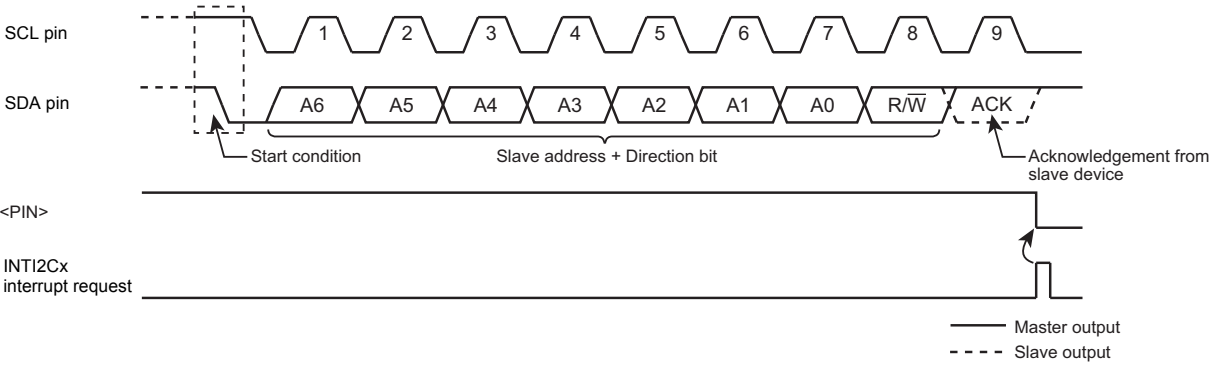 SCL pin
1 2 3 4 5 6 7 8 9
SDA pin
A6 A5 A4 A3 A2 A1 A0 R/W̅ ACK
Start condition
Slave address + Direction bit
Acknowledgement from
slave device
<PIN>
INTI2Cx
interrupt request
Master output
Slave output